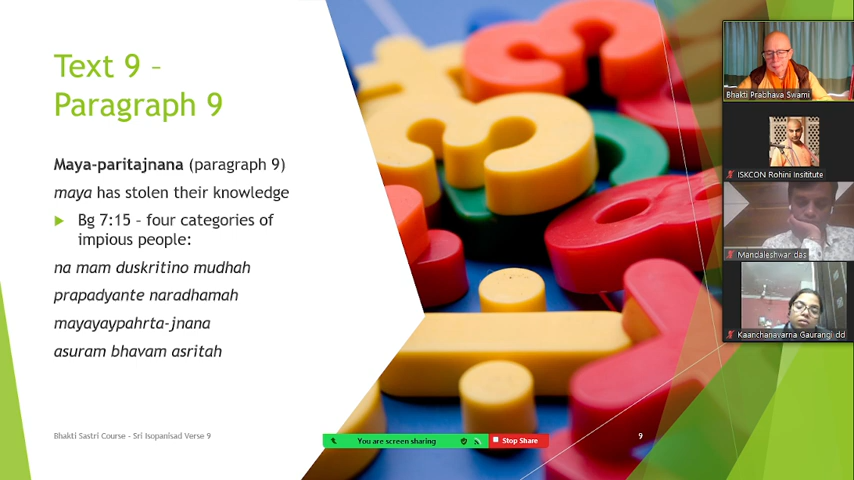 Text 9 –
Paragraph 9
Maya-paritajnana (paragraph 9)
maya has stolen their knowledge
Bg 7:15 – four categories of
impious people:
na mam duskritino mudhah
prapadyante naradhamah
mayayaypahrta-jnana
asuram bhavam asritah
Bhakti Sastri Course - Sri Isopanisad Verse 9
9
You are screen sharing
Stop Share
Bhakti Prabhava Swami
ISKCON Rohini Insititute
Mandaleshwar das
Kaanchanavarna Gaurangi dd